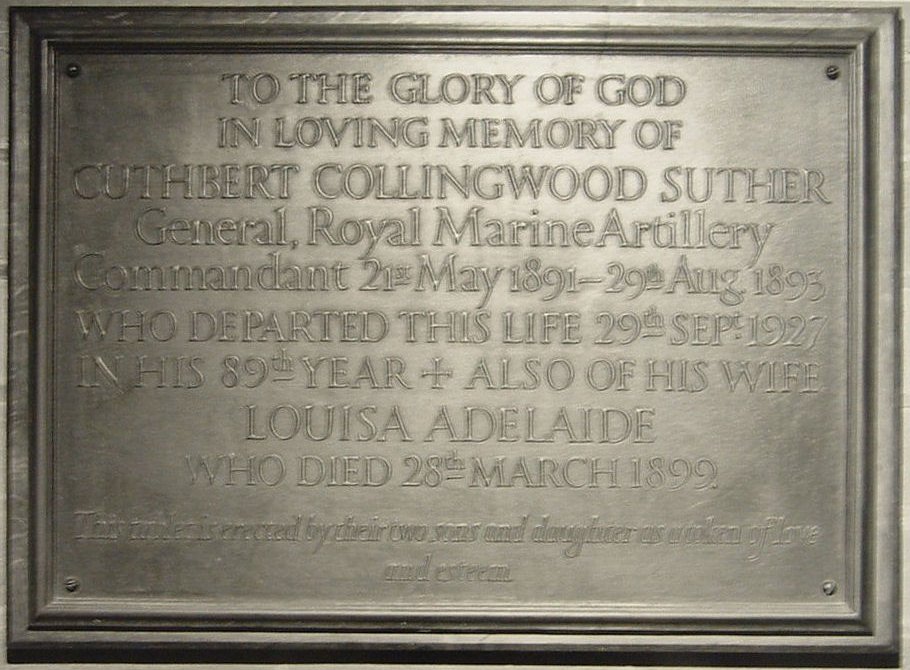 TO THE GLORY OF GOD
IN LOVING MEMORY OF
CUTHBERT COLLINGWOOD SUTHER
General, Royal Marine Artillery
Commandant 21st May 1891–29th Aug. 1893
WHO DEPARTED THIS LIFE 29th SEPt. 1927
IN HIS 89th YEAR + ALSO OF HIS WIFE
LOUISA ADELAIDE
WHO DIED 28th MARCH 1899.
This tablet is erected by their two sons and daughter as a token of love
and esteem.